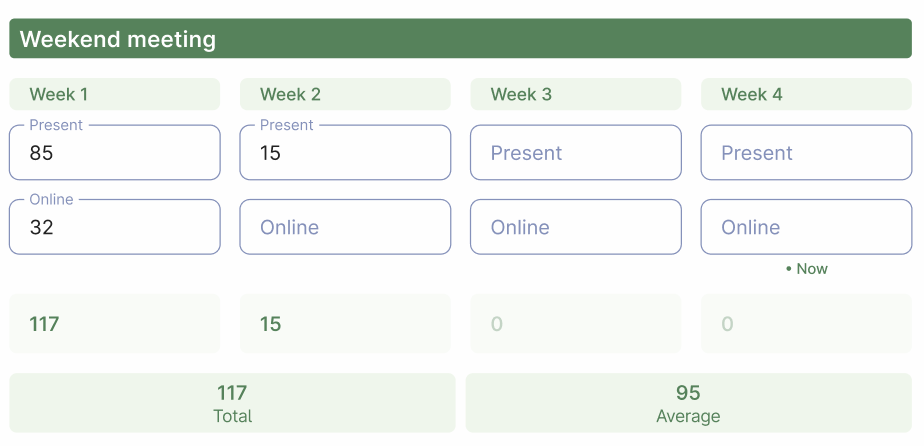 Weekend meeting
Week 1 Week 2 Week 3 Week 4
Present Present
85 15 Present Present
Online
32 Online Online Online
• Now
117 15 0 0
117 95
Total Average